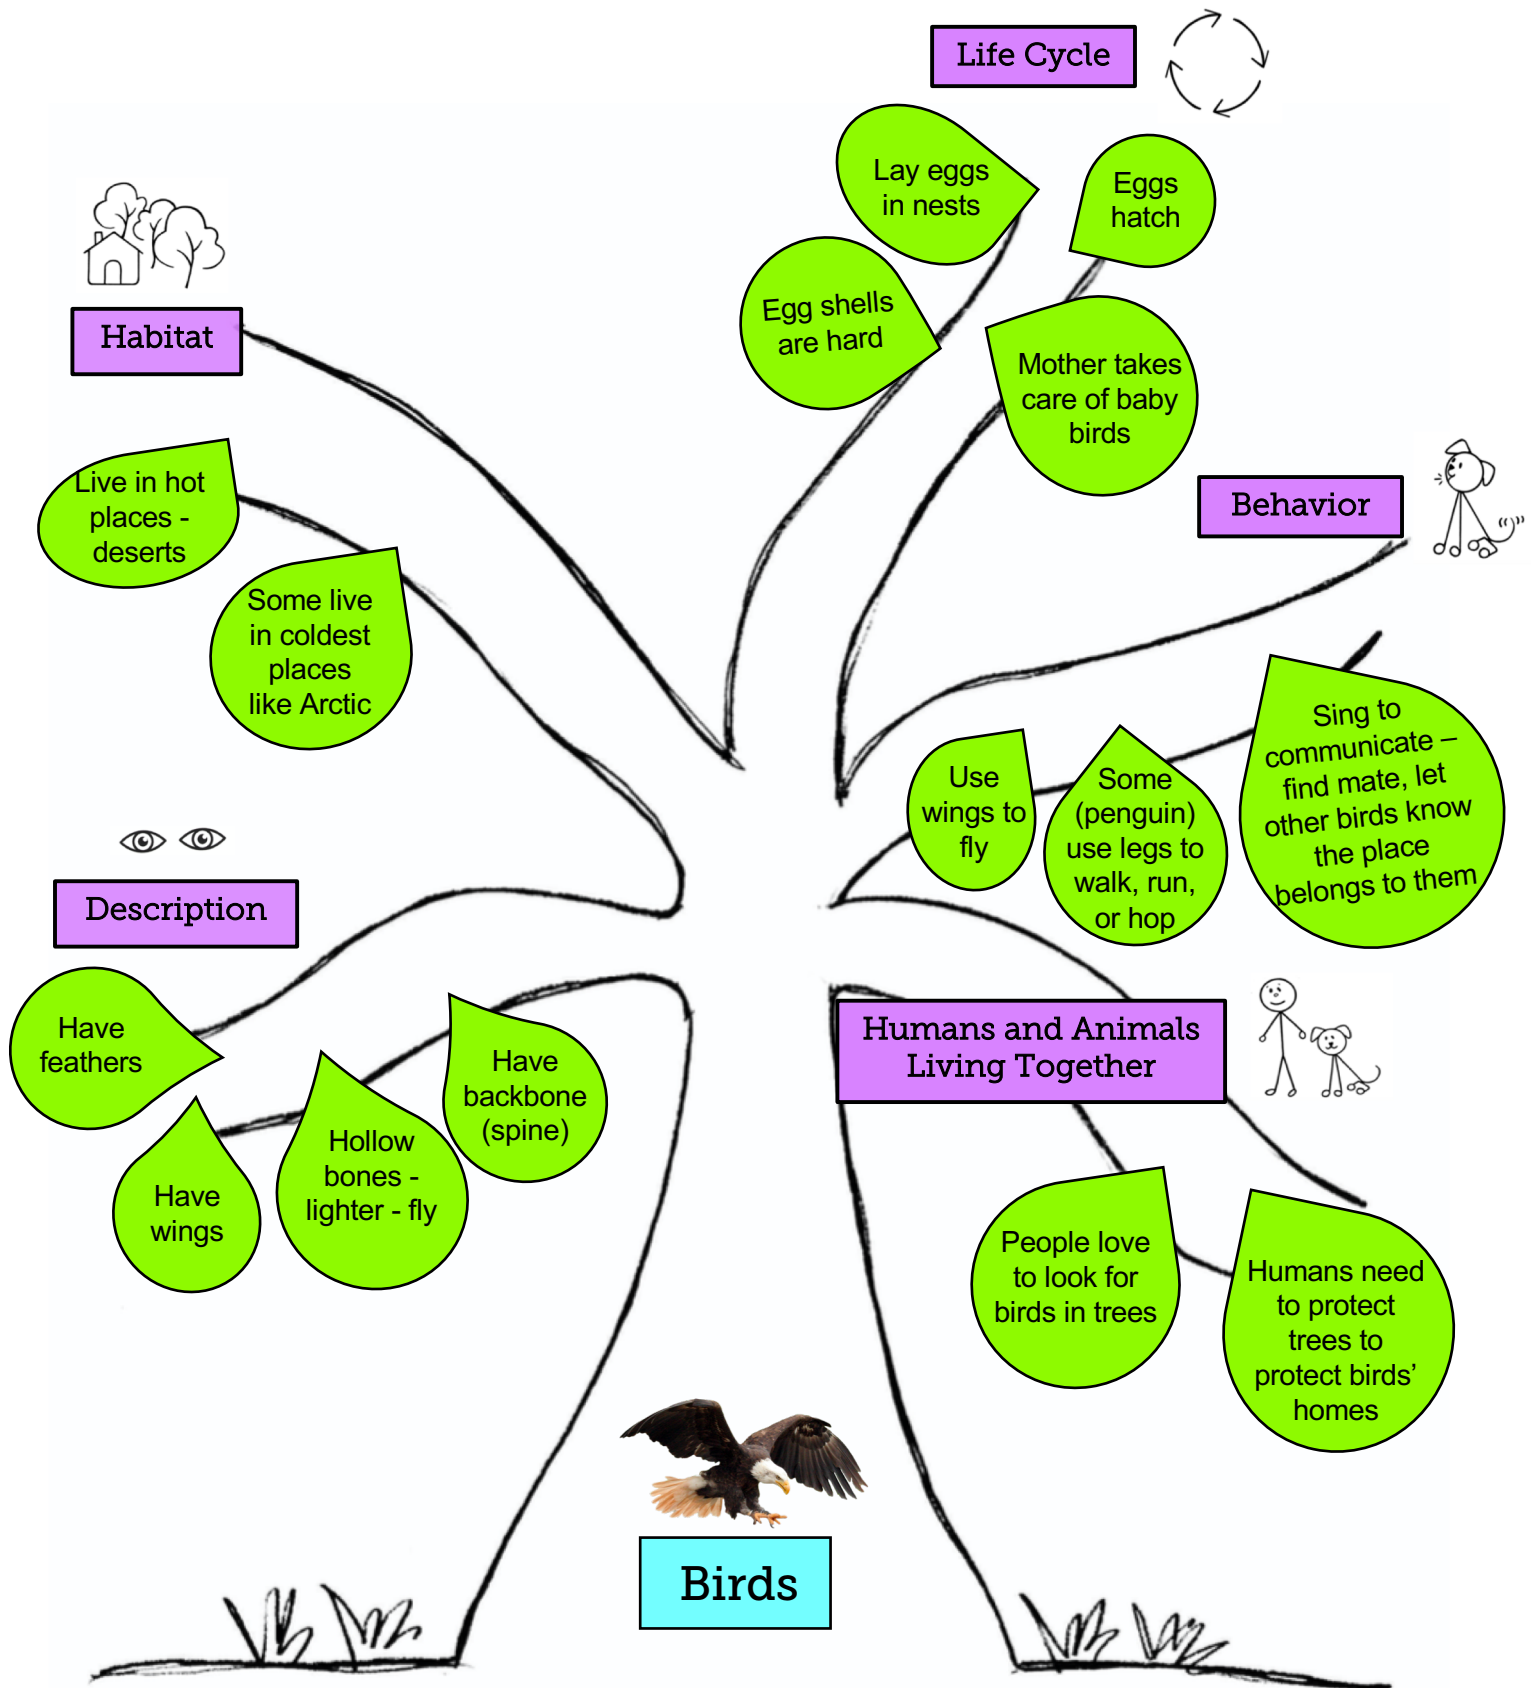 Life Cycle
Lay eggs
in nests
Eggs
hatch
Egg shells
are hard
Mother takes
care of baby
birds
Habitat
Live in hot
places -
deserts
Some live
in coldest
places
like Arctic
Behavior
Use
wings to
fly
Some
(penguin)
use legs to
walk, run,
or hop
Sing to
communicate –
find mate, let
other birds know
the place
belongs to them
Description
Have
feathers
Have
wings
Hollow
bones -
lighter - fly
Have
backbone
(spine)
Humans and Animals
Living Together
People love
to look for
birds in trees
Humans need
to protect
trees to
protect birds’
homes
Birds